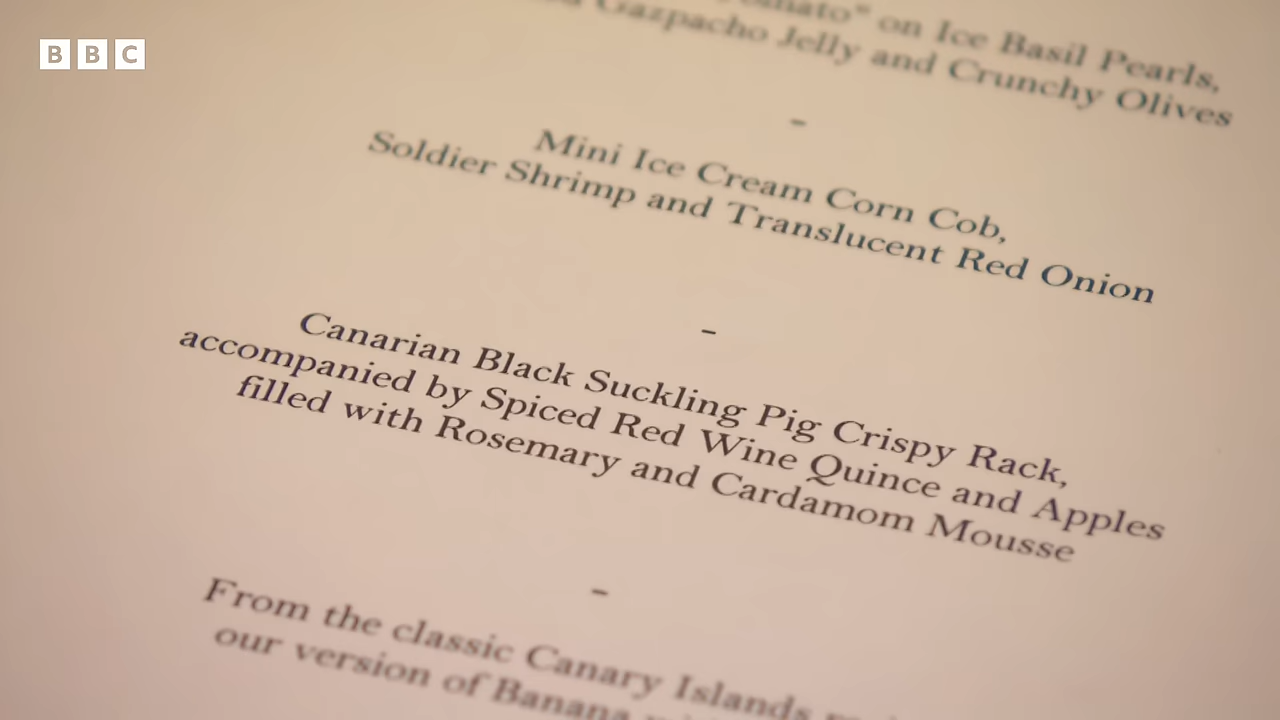 BBC
on Ice Basil Pearls,
Gazpacho Jelly and Crunchy Olives
-
Mini Ice Cream Corn Cob,
Soldier Shrimp and Translucent Red Onion
-
Canarian Black Suckling Pig Crispy Rack,
accompanied by Spiced Red Wine Quince and Apples
filled with Rosemary and Cardamom Mousse
-
From the classic Canary Islands
our version of Banana